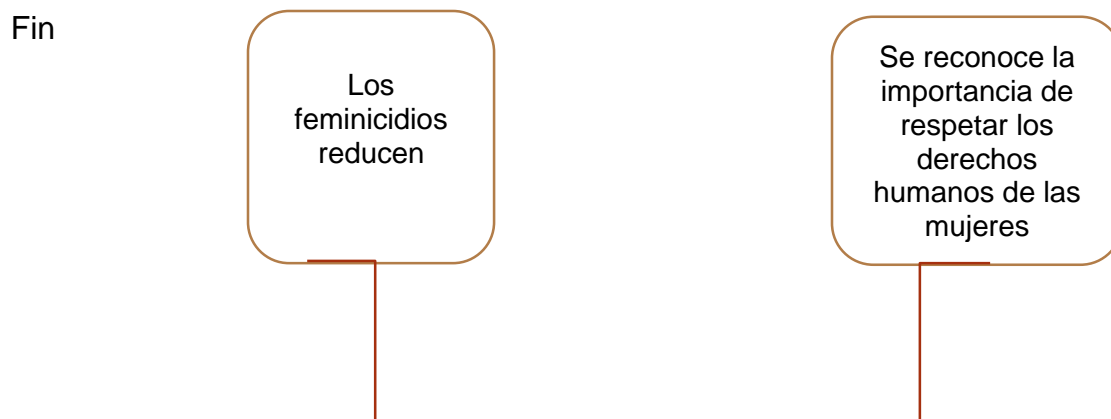 Fin
Los
feminicidios
reducen
Se reconoce la
importancia de
respetar los
derechos
humanos de las
mujeres